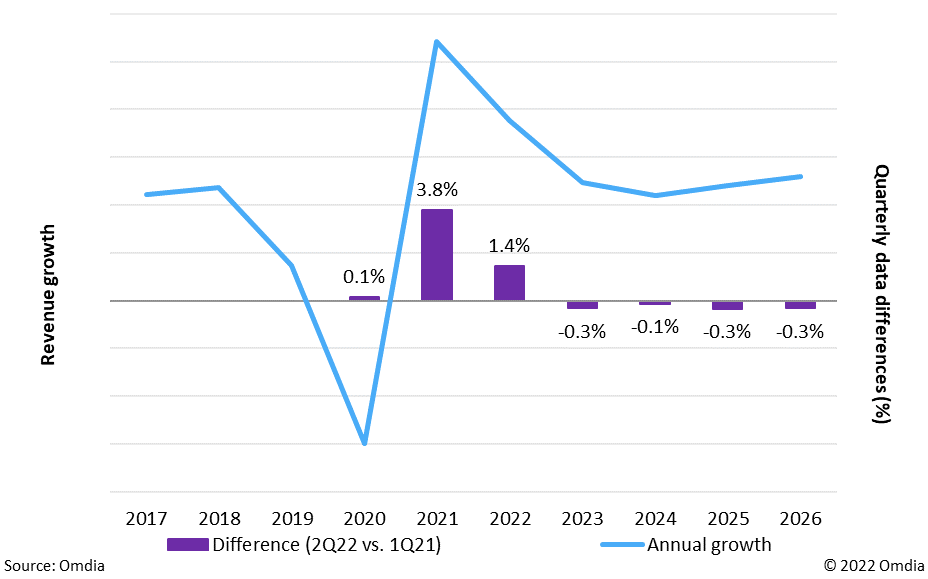 3.8%
1.4%
0.1%
-0.3%
-0.1%
-0.3%
-0.3%
Revenue growth
Quarterly data differences (%)
2017 2018 2019 2020 2021 2022 2023 2024 2025 2026
Difference (2Q22 vs. 1Q21) Annual growth
Source: Omdia © 2022 Omdia